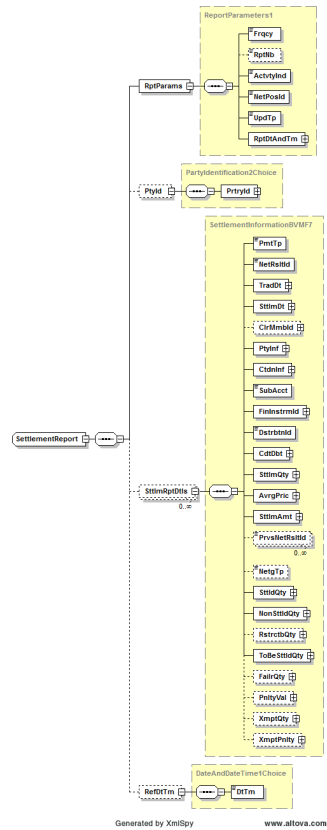 ReportParameters1
Frqcy
RptNb
ActvtyInd
NetPosId
UpdTp
RptDtAndTm
RptParams
PartyIdentification2Choice
PtyId
PrtryId
SettlementInformationBVMF7
PmtTp
NetRsltId
TradDt
SttlmDt
ClrMmbId
PtyInf
CtdnInf
SubAcct
FinInstrmId
DstrbtnId
CdtDbt
SttlmQty
AvrgPric
SttlmAmt
PrvsNetRsltId
0..∞
NetgTp
SttldQty
NonSttldQty
RstrctbQty
ToBeSttldQty
FailrQty
PnltyVal
XmptQty
XmptPnlty
SettlementReport
SttlmRptDtls
0..∞
DateAndDateTime1Choice
RefDtTm
DtTm
Generated by XmlSpy
www.altova.com